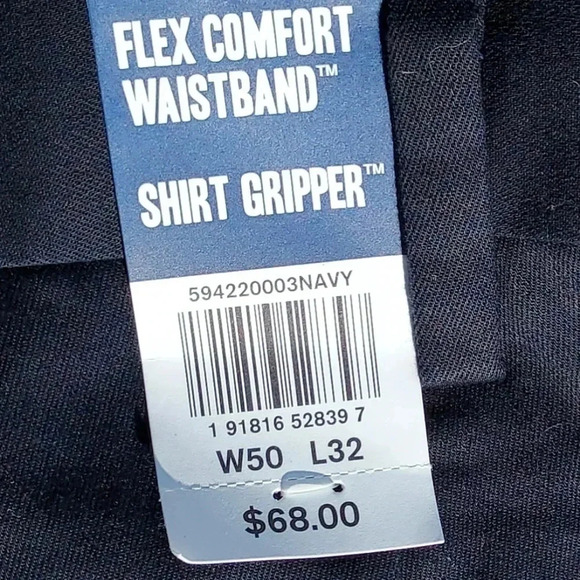 FLEX COMFORT
WAISTBAND™
SHIRT GRIPPER™
594220003NAVY
1 91816 52839 7
W50 L32
$68.00